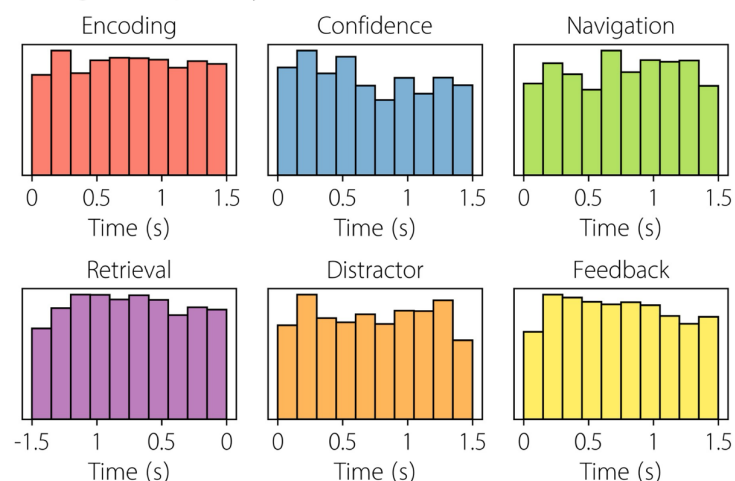 Encoding Confidence Navigation
0 0.5 1 1.5 0 0.5 1 1.5 0 0.5 1 1.5
Time (s) Time (s) Time (s)
Retrieval Distractor Feedback
-1.5 1 0.5 0 0 0.5 1 1.5 0 0.5 1 1.5
Time (s) Time (s) Time (s)